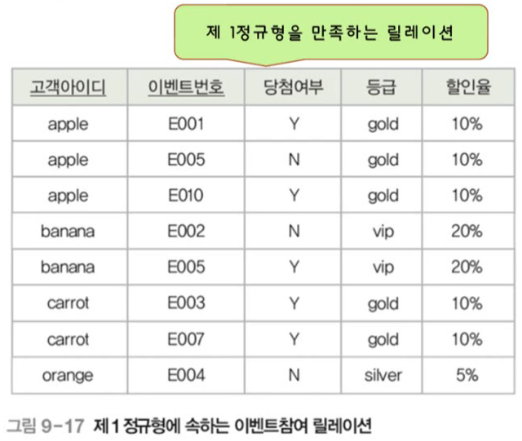 제 1정규형을 만족하는 릴레이션
고객아이디 이벤트번호 당첨여부 등급 할인율
apple E001 Y gold 10%
apple E005 N gold 10%
apple E010 Y gold 10%
banana E002 N vip 20%
banana E005 Y vip 20%
carrot E003 Y gold 10%
carrot E007 Y gold 10%
orange E004 N silver 5%
그림 9-17 제1정규형에 속하는 이벤트참여 릴레이션